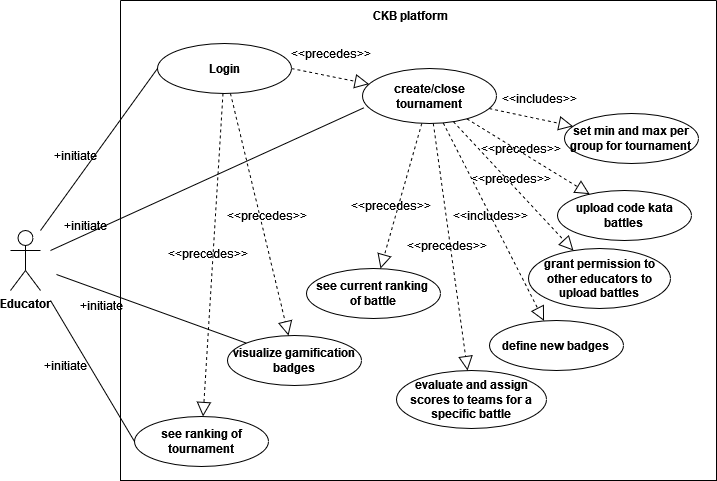 CKB platform
Login
<<precedes>>
create/close
tournament
<<includes>>
set min and max per
group for tournament
+initiate
<<precedes>>
<<precedes>>
upload code kata
battles
+initiate
<<precedes>>
<<precedes>>
<<includes>>
<<precedes>>
<<precedes>>
Educator
see current ranking
of battle
grant permission to
other educators to
upload battles
+initiate
visualize gamification
badges
define new badges
+initiate
evaluate and assign
scores to teams for a
specific battle
see ranking of
tournament